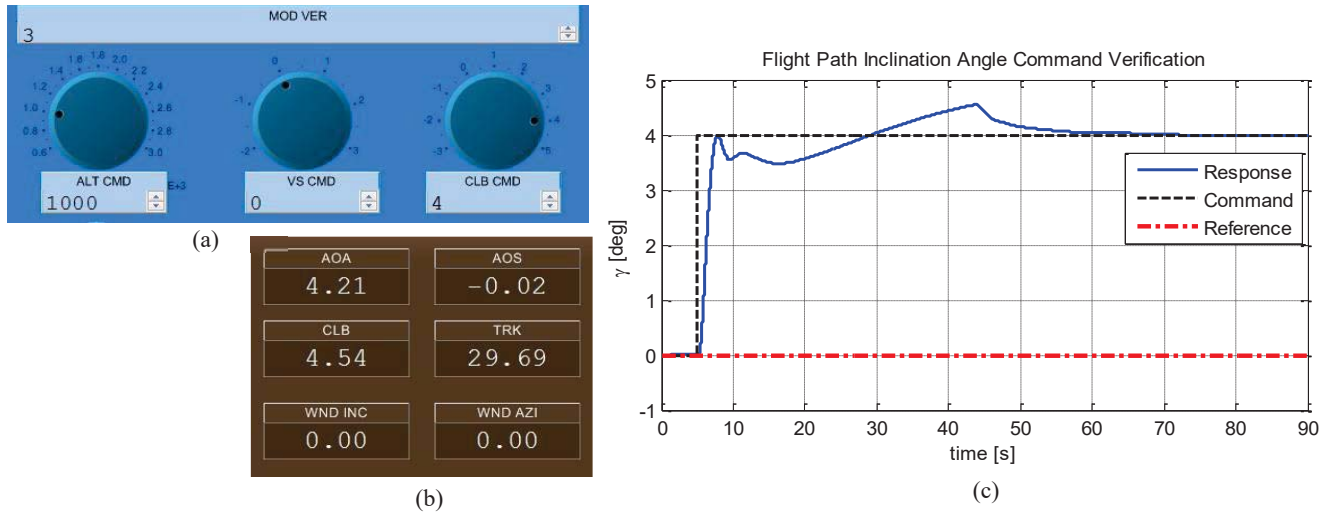 MOD VER
3
0.6 0.8 1.0 1.2 1.4 1.6 1.8 2.0 2.2 2.4 2.6 2.8 3.0
E+3
-2 -1 0 1 2 3
-3 -2 -1 0 1 2 3 4 5
ALT CMD VS CMD CLB CMD
1000 0 4
(a)
AOA AOS
4.21 -0.02
CLB TRK
4.54 29.69
WND INC WND AZI
0.00 0.00
(b)
Flight Path Inclination Angle Command Verification
5
4
3
2
1
0
-1
γ [deg]
Response
Command
Reference
0 10 20 30 40 50 60 70 80 90
time [s]
(c)